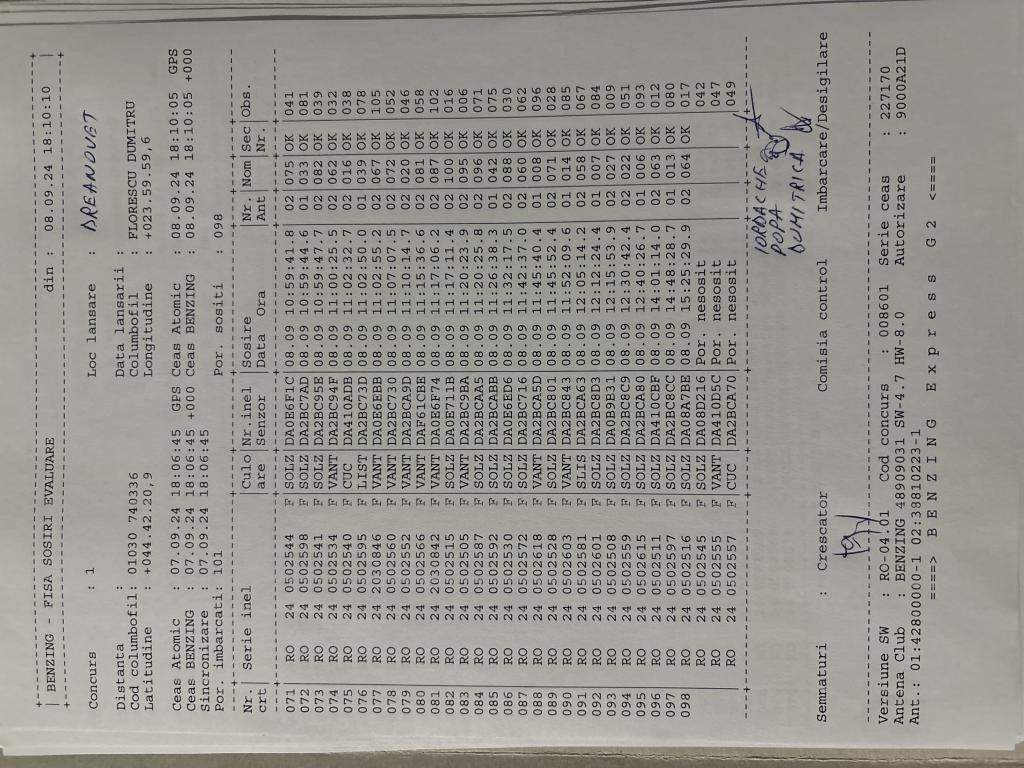 +---------------------------------------------------------------+
| BENZING - FISA SOSIRI EVALUARE din : 08.09.24 18:10:10 |
+---------------------------------------------------------------+
Concurs : 1 Loc lansare : DREANOVET
Distanta : Data lansarii :
Cod columbofil : 01030 740336 Columbofil : FLORESCU DUMITRU
Latitudine : +044.42.20,9 Longitudine : +023.59.59,6
Ceas Atomic : 07.09.24 18:06:45 GPS Ceas Atomic : 08.09.24 18:10:05 GPS
Ceas BENZING : 07.09.24 18:06:45 +000 Ceas BENZING : 08.09.24 18:10:05 +000
Sincronizare : 07.09.24 18:06:45
Por. imbarcati: 101 Por. sositi : 098
Nr.| Serie inel |Culo|Nr.inel |Sosire |Nr.|Nom|Sec|Obs.
crt| |are |Senzor |Data Ora |Ant| |Nr.|
071 RO 24 0502544 F SOLZ DA0E6F1C 08.09 10:59:41.8 02 075 OK 041
072 RO 24 0502598 F SOLZ DA2BC7AD 08.09 10:59:44.6 01 033 OK 081
073 RO 24 0502541 F SOLZ DA2BC95E 08.09 10:59:47.7 02 082 OK 039
074 RO 24 0502534 F VANT DA2BC94F 08.09 11:00:25.5 02 062 OK 032
075 RO 24 0502540 F CUC DA410ADB 08.09 11:02:32.7 02 016 OK 038
076 RO 24 0502595 F LIST DA2BC73D 08.09 11:02:50.0 01 039 OK 078
077 RO 24 2030846 F VANT DA0E6EBB 08.09 11:02:55.2 02 067 OK 105
078 RO 24 0502560 F VANT DA2BC730 08.09 11:07:07.5 02 072 OK 052
079 RO 24 0502552 F VANT DA2BCA9D 08.09 11:10:14.7 02 020 OK 046
080 RO 24 0502566 F VANT DAF61CBE 08.09 11:15:36.6 02 081 OK 058
081 RO 24 2030842 F VANT DA0B6F74 08.09 11:17:06.2 01 087 OK 102
082 RO 24 0502515 F SOLZ DA0E711B 08.09 11:17:11.4 02 100 OK 016
083 RO 24 0502505 F VANT DA2BC9BA 08.09 11:20:23.9 02 095 OK 006
084 RO 24 0502587 F SOLZ DA2BCAA5 08.09 11:20:25.8 02 096 OK 071
085 RO 24 0502592 F SOLZ DA2BCABB 08.09 11:26:38.3 01 042 OK 075
086 RO 24 0502530 F SOLZ DA0E6ED6 08.09 11:32:17.5 02 088 OK 030
087 RO 24 0502572 F SOLZ DA2BC716 08.09 11:42:37.0 02 060 OK 062
088 RO 24 0502618 F VANT DA2BCA5D 08.09 11:45:40.4 01 008 OK 096
089 RO 24 0502528 F SOLZ DA2BC801 08.09 11:45:52.4 02 071 OK 028
090 RO 24 0502603 F VANT DA2BC843 08.09 11:52:09.6 01 014 OK 085
091 RO 24 0502581 F SLIS DA2BCA63 08.09 12:05:14.2 02 058 OK 067
092 RO 24 0502601 F SOLZ DA2BC8D3 08.09 12:12:24.4 01 007 OK 084
093 RO 24 0502508 F SOLZ DA0B9B31 08.09 12:15:53.9 02 027 OK 009
094 RO 24 0502559 F SOLZ DA2BC8C9 08.09 12:30:42.4 02 022 OK 051
095 RO 24 0502615 F SOLZ DA2BCA80 08.09 12:40:26.7 01 006 OK 093
096 RO 24 0502511 F SOLZ DA410CBF 08.09 14:01:14.0 02 063 OK 012
097 RO 24 0502597 F SOLZ DA2BC8CC 08.09 14:48:28.7 01 013 OK 080
098 RO 24 0502516 F SOLZ DA08A7BE 08.09 15:25:29.9 02 064 OK 017
RO 24 0502545 F SOLZ DA08D216 Por. nesosit 042
RO 24 0502555 F VANT DA410D5C Por. nesosit 047
RO 24 0502557 F CUC DA2BCA70 Por. nesosit 049
IORDACHE
POPA
DUMITRICA
Semnaturi : Crescator Comisia control Imbarcare/Desigilare
Versiune SW : RO-04.01 Cod concurs : 008601 Serie ceas : 227170
Antena Club : BENZING 48909031 SW-4.7 HW-8.0 Autorizare : 9000A21D
Ant.: 01:42800000-1 02:38810223-1
====> B E N Z I N G E x p r e s s G 2 <====